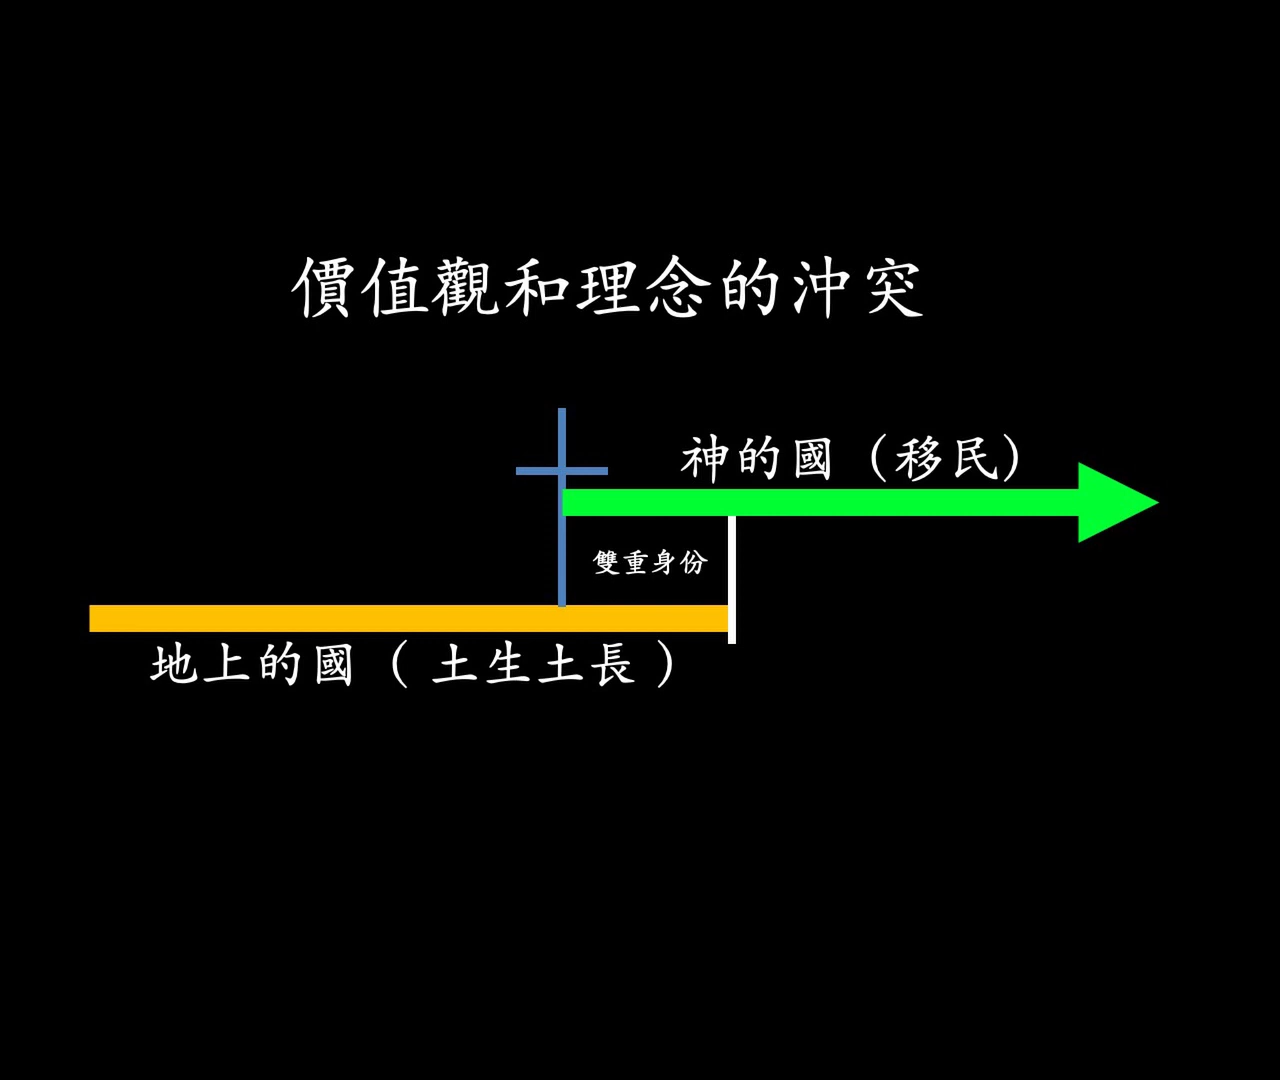 價值觀和理念的沖突
神的國（移民）
雙重身份
地上的國（土生土長）